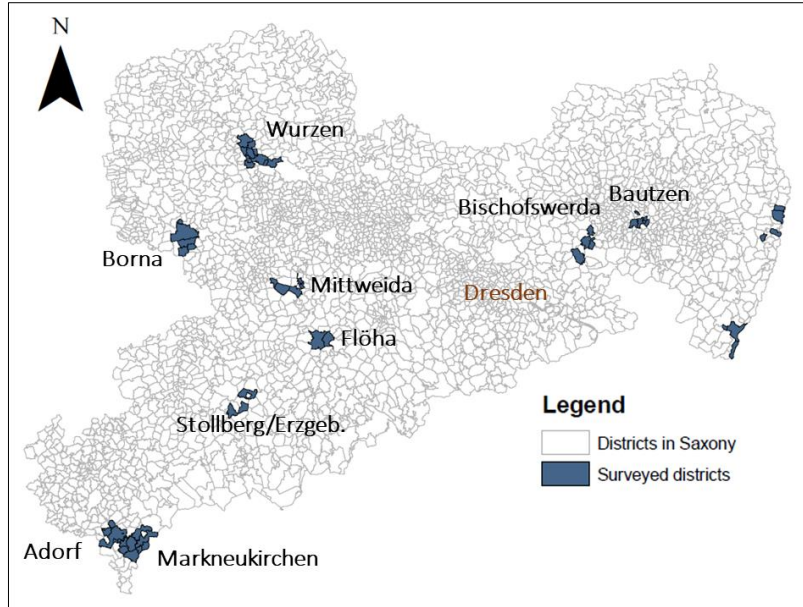 N
Wurzen
Bischofswerda
Bautzen
Borna
Mittweida
Dresden
Flöha
Stollberg/Erzgeb.
Adorf
Markneukirchen
Legend
Districts in Saxony
Surveyed districts